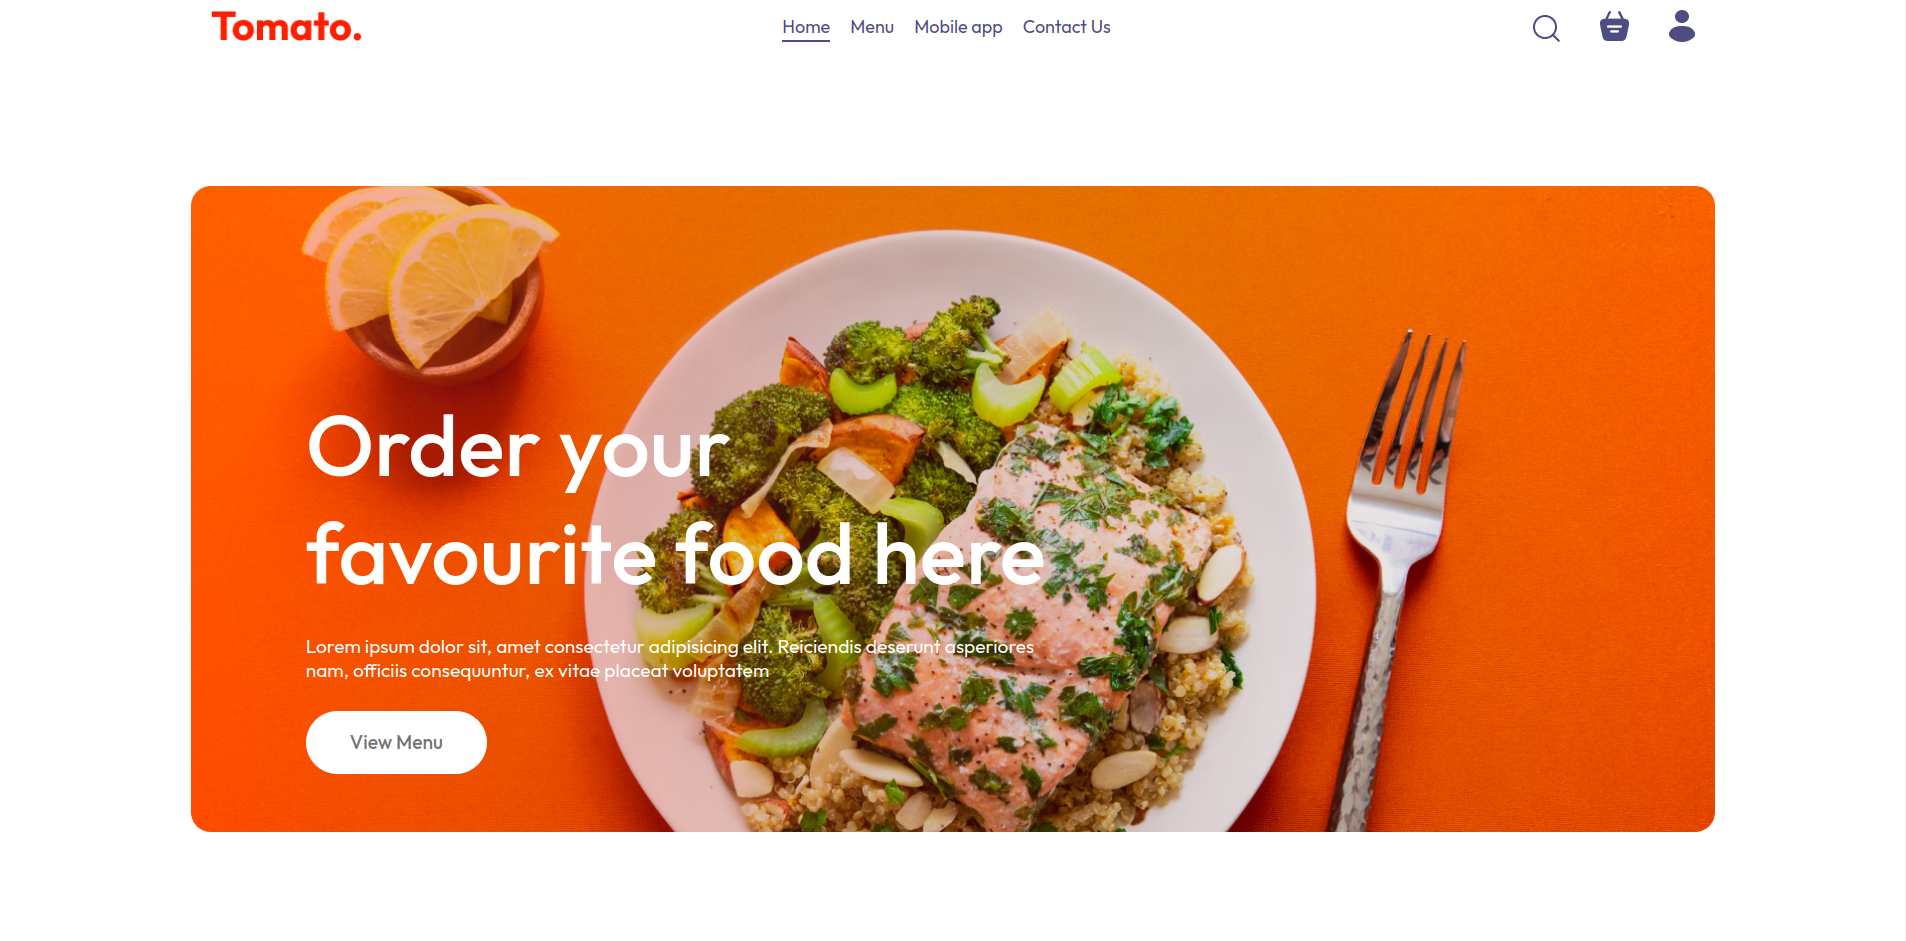 Tomato.
Home Menu Mobile app Contact Us
Order your
favourite food here
Lorem ipsum dolor sit, amet consectetur adipisicing elit. Reiciendis deserunt asperiores
nam, officiis consequuntur, ex vitae placeat voluptatem
View Menu